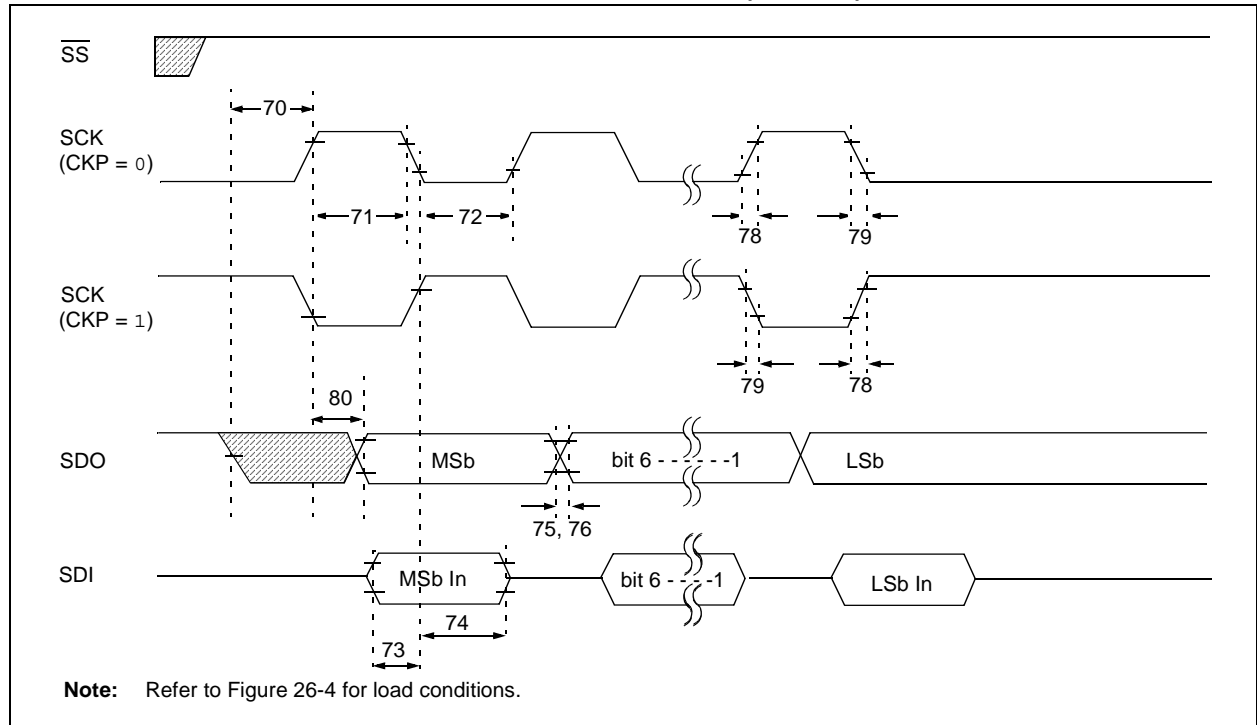 SS
70
SCK
(CKP = 0)
71
72
78
79
SCK
(CKP = 1)
79
78
80
SDO
MSb
bit 6 - - - - - -1
LSb
75, 76
SDI
MSb In
bit 6 - - - -1
LSb In
74
73
Note: Refer to Figure 26-4 for load conditions.